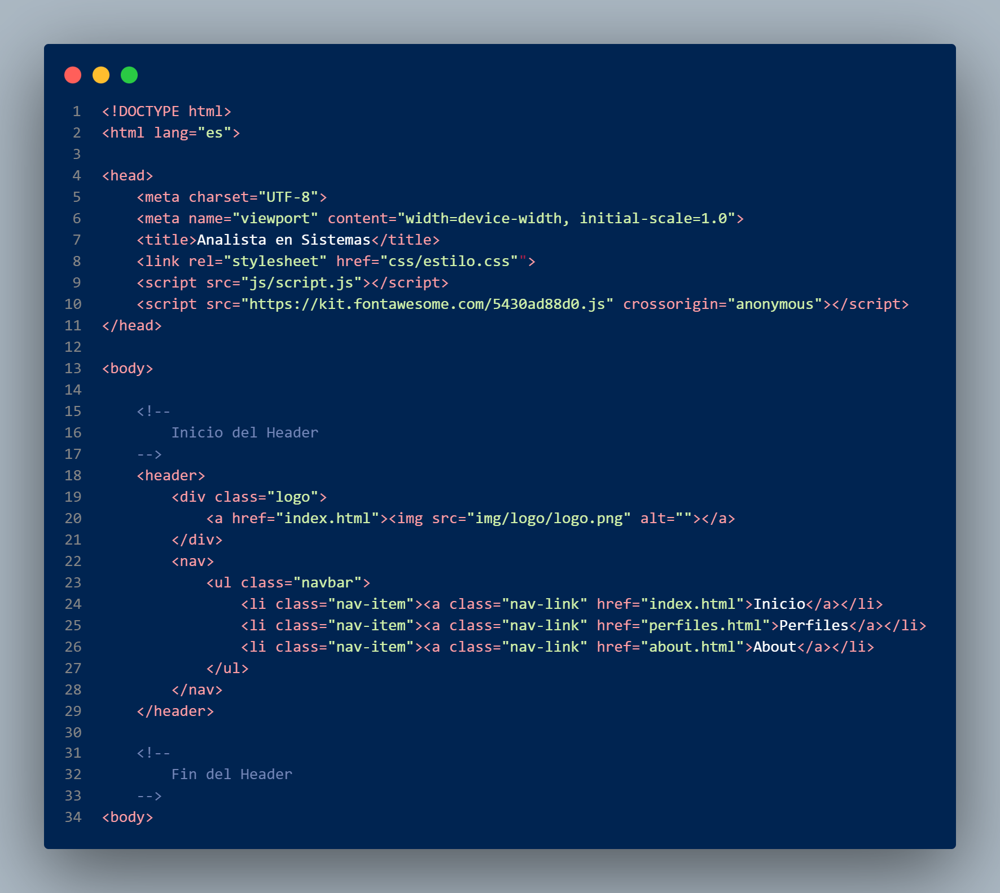 1 <!DOCTYPE html>
2 <html lang="es">
3
4 <head>
5     <meta charset="UTF-8">
6     <meta name="viewport" content="width=device-width, initial-scale=1.0">
7     <title>Analista en Sistemas</title>
8     <link rel="stylesheet" href="css/estilo.css"">
9     <script src="js/script.js"></script>
10     <script src="https://kit.fontawesome.com/5430ad88d0.js" crossorigin="anonymous"></script>
11 </head>
12
13 <body>
14
15     <!--
16         Inicio del Header
17     -->
18     <header>
19         <div class="logo">
20             <a href="index.html"><img src="img/logo/logo.png" alt=""></a>
21         </div>
22         <nav>
23             <ul class="navbar">
24                 <li class="nav-item"><a class="nav-link" href="index.html">Inicio</a></li>
25                 <li class="nav-item"><a class="nav-link" href="perfiles.html">Perfiles</a></li>
26                 <li class="nav-item"><a class="nav-link" href="about.html">About</a></li>
27             </ul>
28         </nav>
29     </header>
30
31     <!--
32         Fin del Header
33     -->
34 <body>